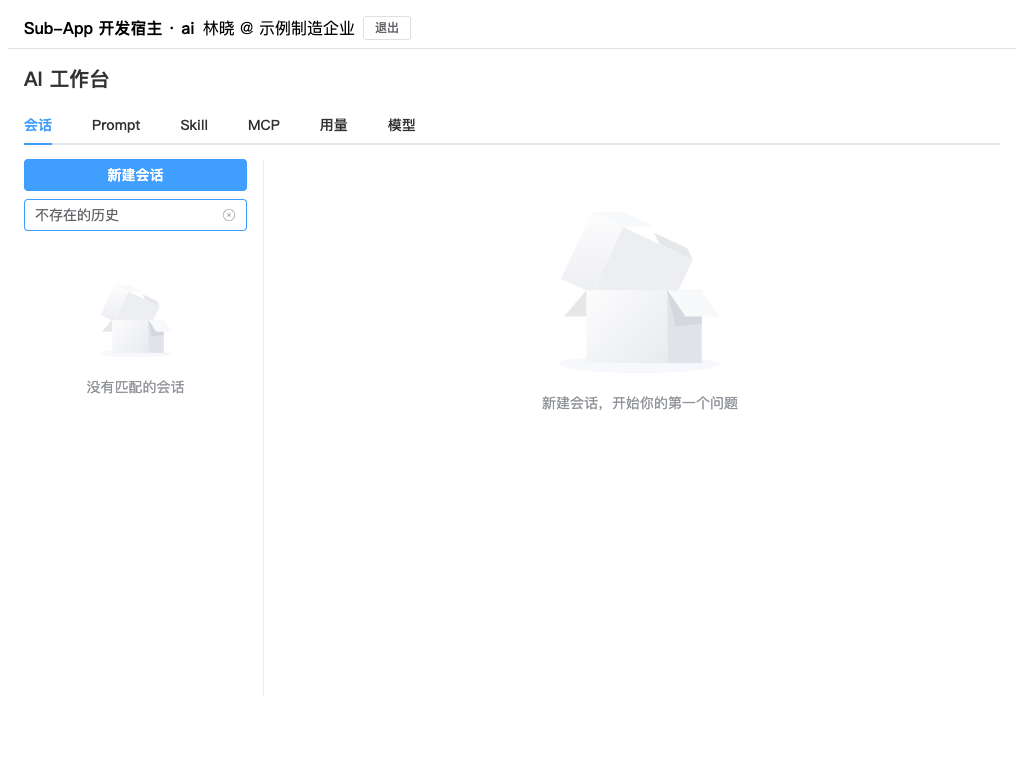 Sub-App 开发宿主 · ai 林晓 @ 示例制造企业 退出
AI 工作台
会话 Prompt Skill MCP 用量 模型
新建会话
不存在的历史
没有匹配的会话
新建会话，开始你的第一个问题